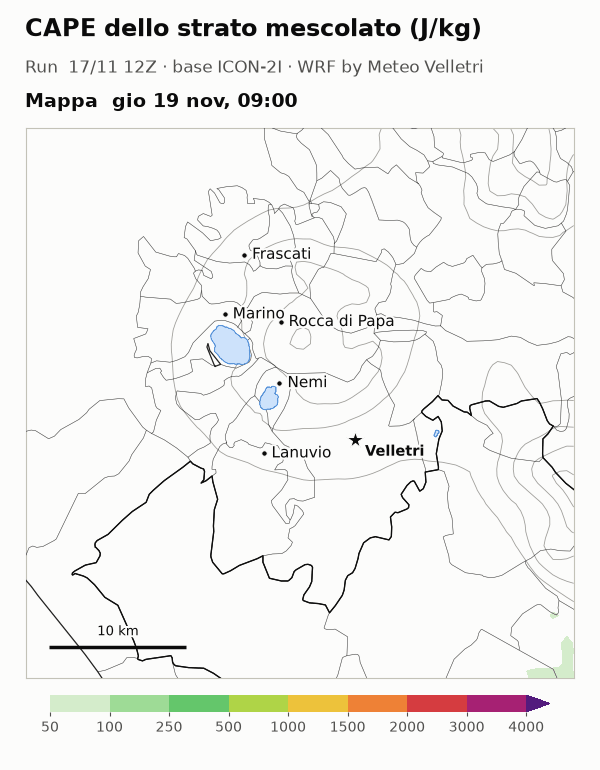 CAPE dello strato mescolato (J/kg)
Run  17/11 12Z · base ICON-2I · WRF by Meteo Velletri
Mappa  gio 19 nov, 09:00
Frascati
Marino
Rocca di Papa
Nemi
Velletri
Lanuvio
10 km
50 100 250 500 1000 1500 2000 3000 4000